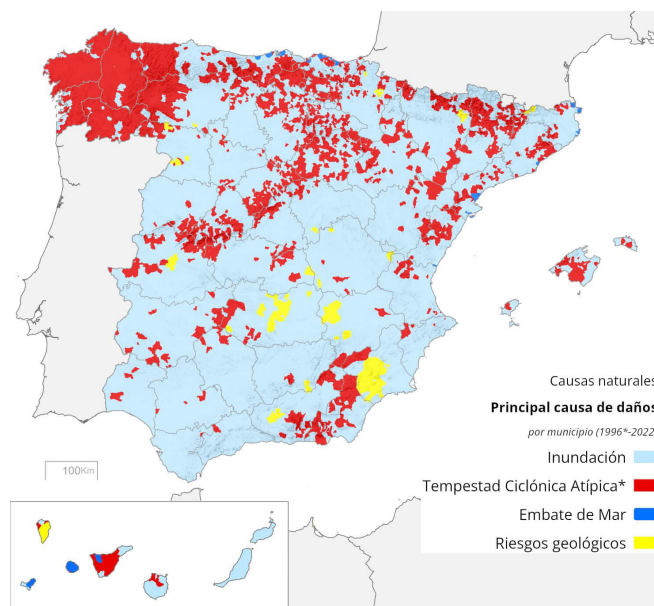 Causas naturales
Principal causa de daños
por municipio (1996*-2022
Inundación
Tempestad Ciclónica Atípica*
Embate de Mar
Riesgos geológicos
100Km